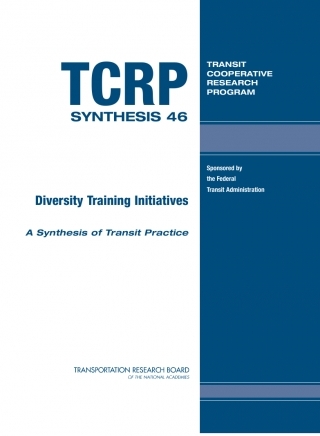 TCRP
SYNTHESIS 46
TRANSIT
COOPERATIVE
RESEARCH
PROGRAM
Sponsored by
the Federal
Transit Administration
Diversity Training Initiatives
A Synthesis of Transit Practice
TRANSPORTATION RESEARCH BOARD
OF THE NATIONAL ACADEMIES